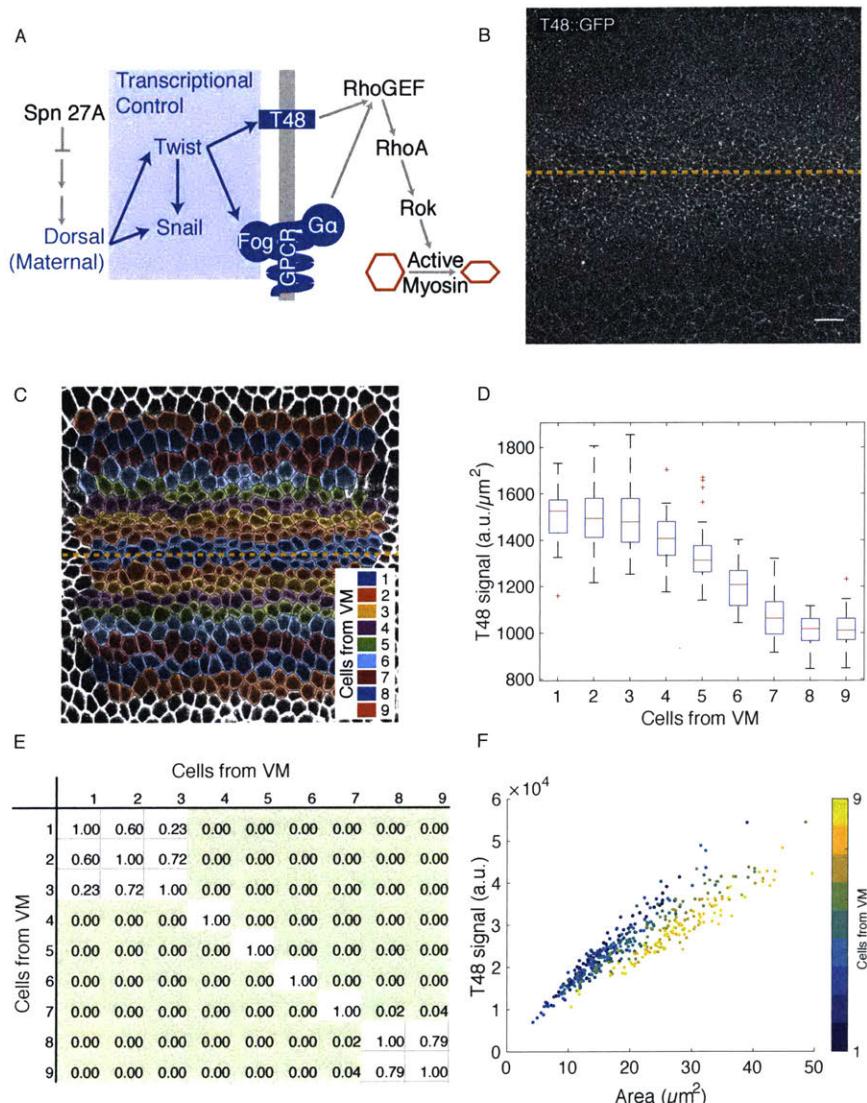 A
Transcriptional
Control
Spn 27A
Twist
Snail
Dorsal
(Maternal)
T48
Fog
GPCR
Gα
RhoGEF
RhoA
Rok
Active
Myosin
B
T48::GFP
C
Cells from VM
1
2
3
4
5
6
7
8
9
D
T48 signal (a.u./µm²)
1800
1600
1400
1200
1000
800
1 2 3 4 5 6 7 8 9
Cells from VM
E
Cells from VM
1 2 3 4 5 6 7 8 9
Cells from VM
1 1.00 0.60 0.23 0.00 0.00 0.00 0.00 0.00 0.00
2 0.60 1.00 0.72 0.00 0.00 0.00 0.00 0.00 0.00
3 0.23 0.72 1.00 0.00 0.00 0.00 0.00 0.00 0.00
4 0.00 0.00 0.00 1.00 0.00 0.00 0.00 0.00 0.00
5 0.00 0.00 0.00 0.00 1.00 0.00 0.00 0.00 0.00
6 0.00 0.00 0.00 0.00 0.00 1.00 0.00 0.00 0.00
7 0.00 0.00 0.00 0.00 0.00 0.00 1.00 0.02 0.04
8 0.00 0.00 0.00 0.00 0.00 0.00 0.02 1.00 0.79
9 0.00 0.00 0.00 0.00 0.00 0.00 0.04 0.79 1.00
F
×10⁴
T48 signal (a.u.)
6
5
4
3
2
1
0
0 10 20 30 40 50
Area (µm²)
9
Cells from VM
1